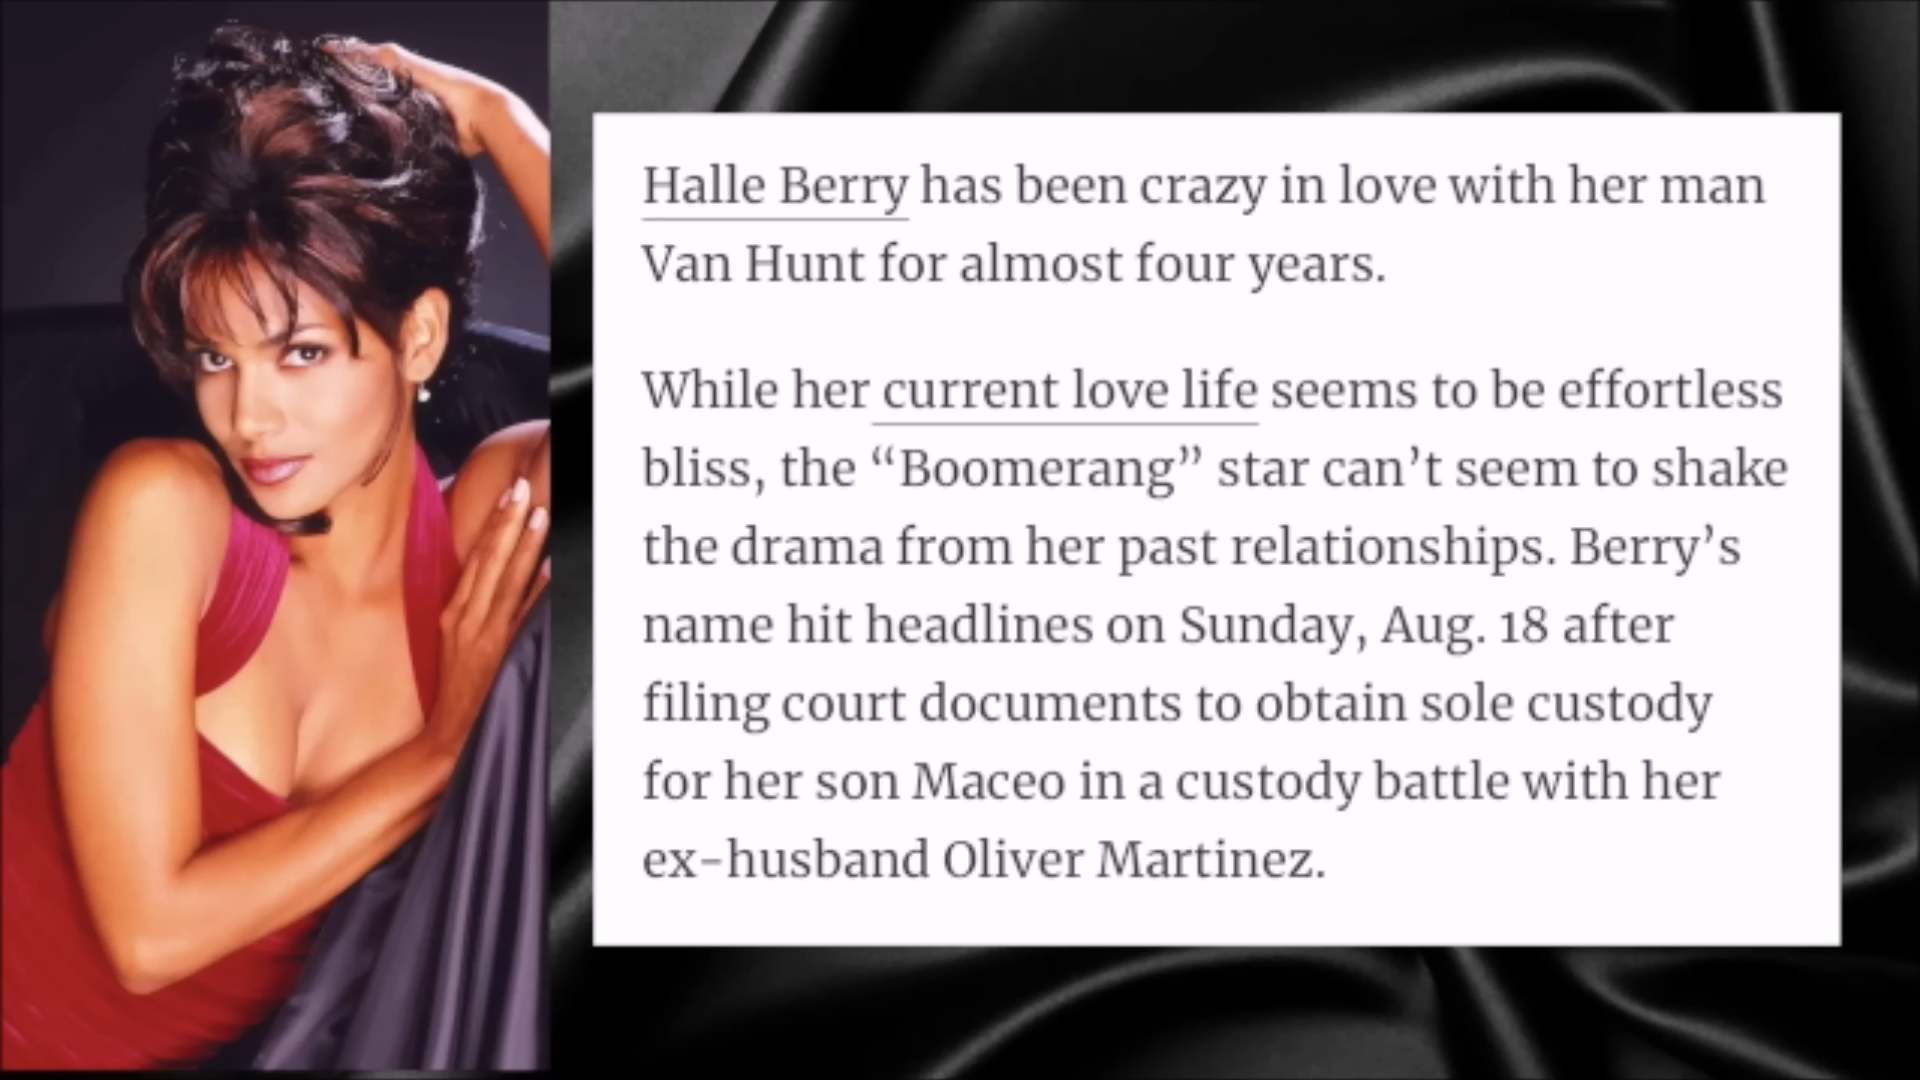 Halle Berry has been crazy in love with her man
Van Hunt for almost four years.
While her current love life seems to be effortless
bliss, the “Boomerang” star can’t seem to shake
the drama from her past relationships. Berry’s
name hit headlines on Sunday, Aug. 18 after
filing court documents to obtain sole custody
for her son Maceo in a custody battle with her
ex-husband Oliver Martinez.